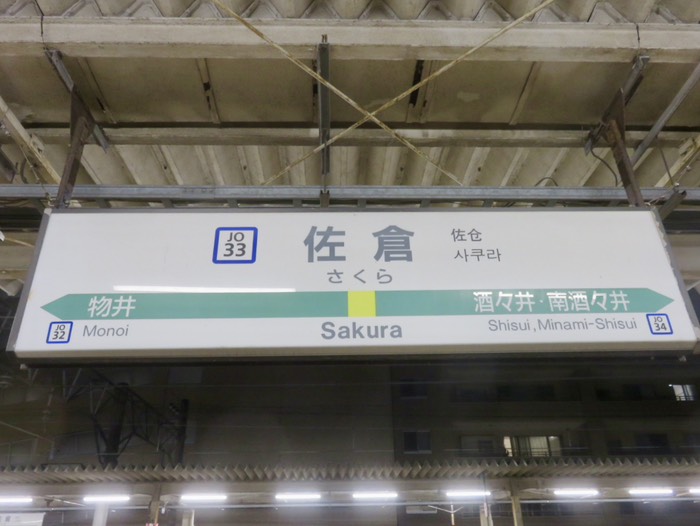 JO
33
佐倉
さくら
佐仓
사쿠라
物井
酒々井・南酒々井
JO
32
Monoi
Sakura
Shisui, Minami-Shisui
JO
34